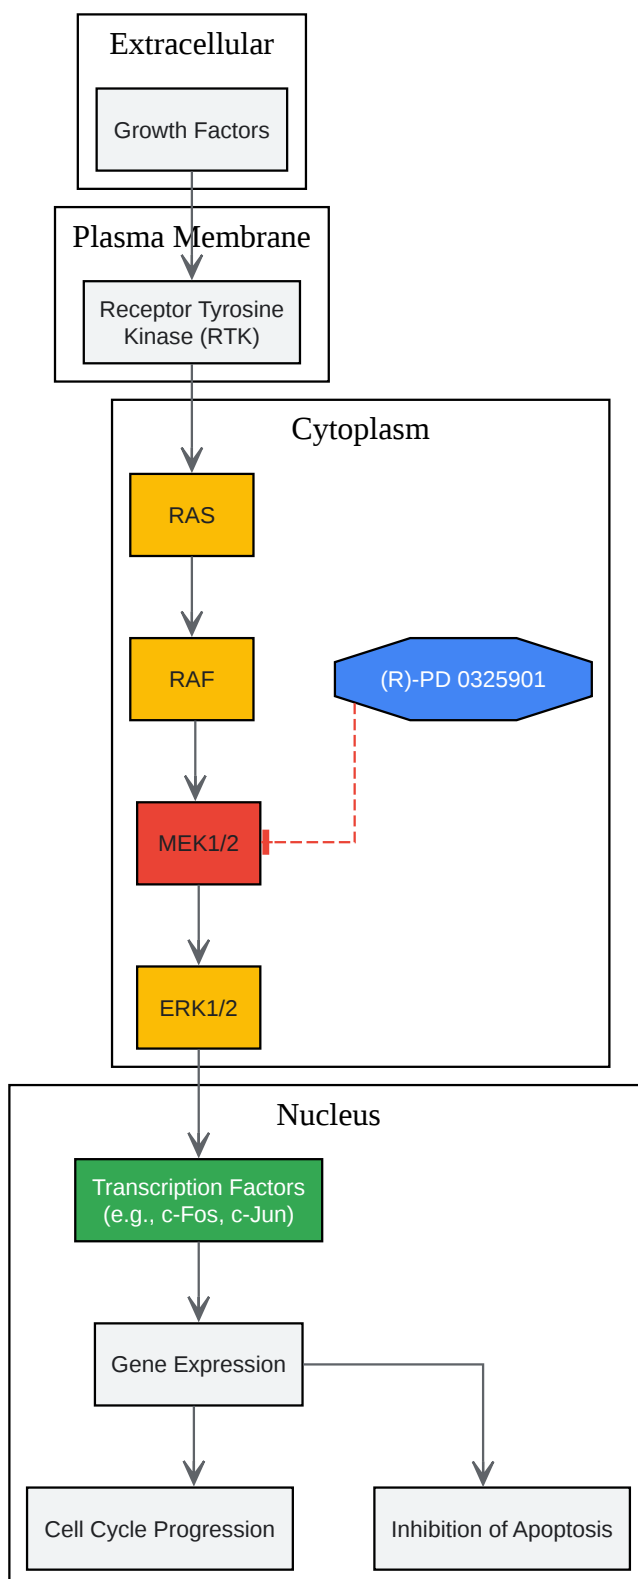 Extracellular
Growth Factors
Plasma Membrane
Receptor Tyrosine
Kinase (RTK)
Cytoplasm
RAS
RAF
(R)-PD 0325901
MEK1/2
ERK1/2
Nucleus
Transcription Factors
(e.g., c-Fos, c-Jun)
Gene Expression
Cell Cycle Progression
Inhibition of Apoptosis